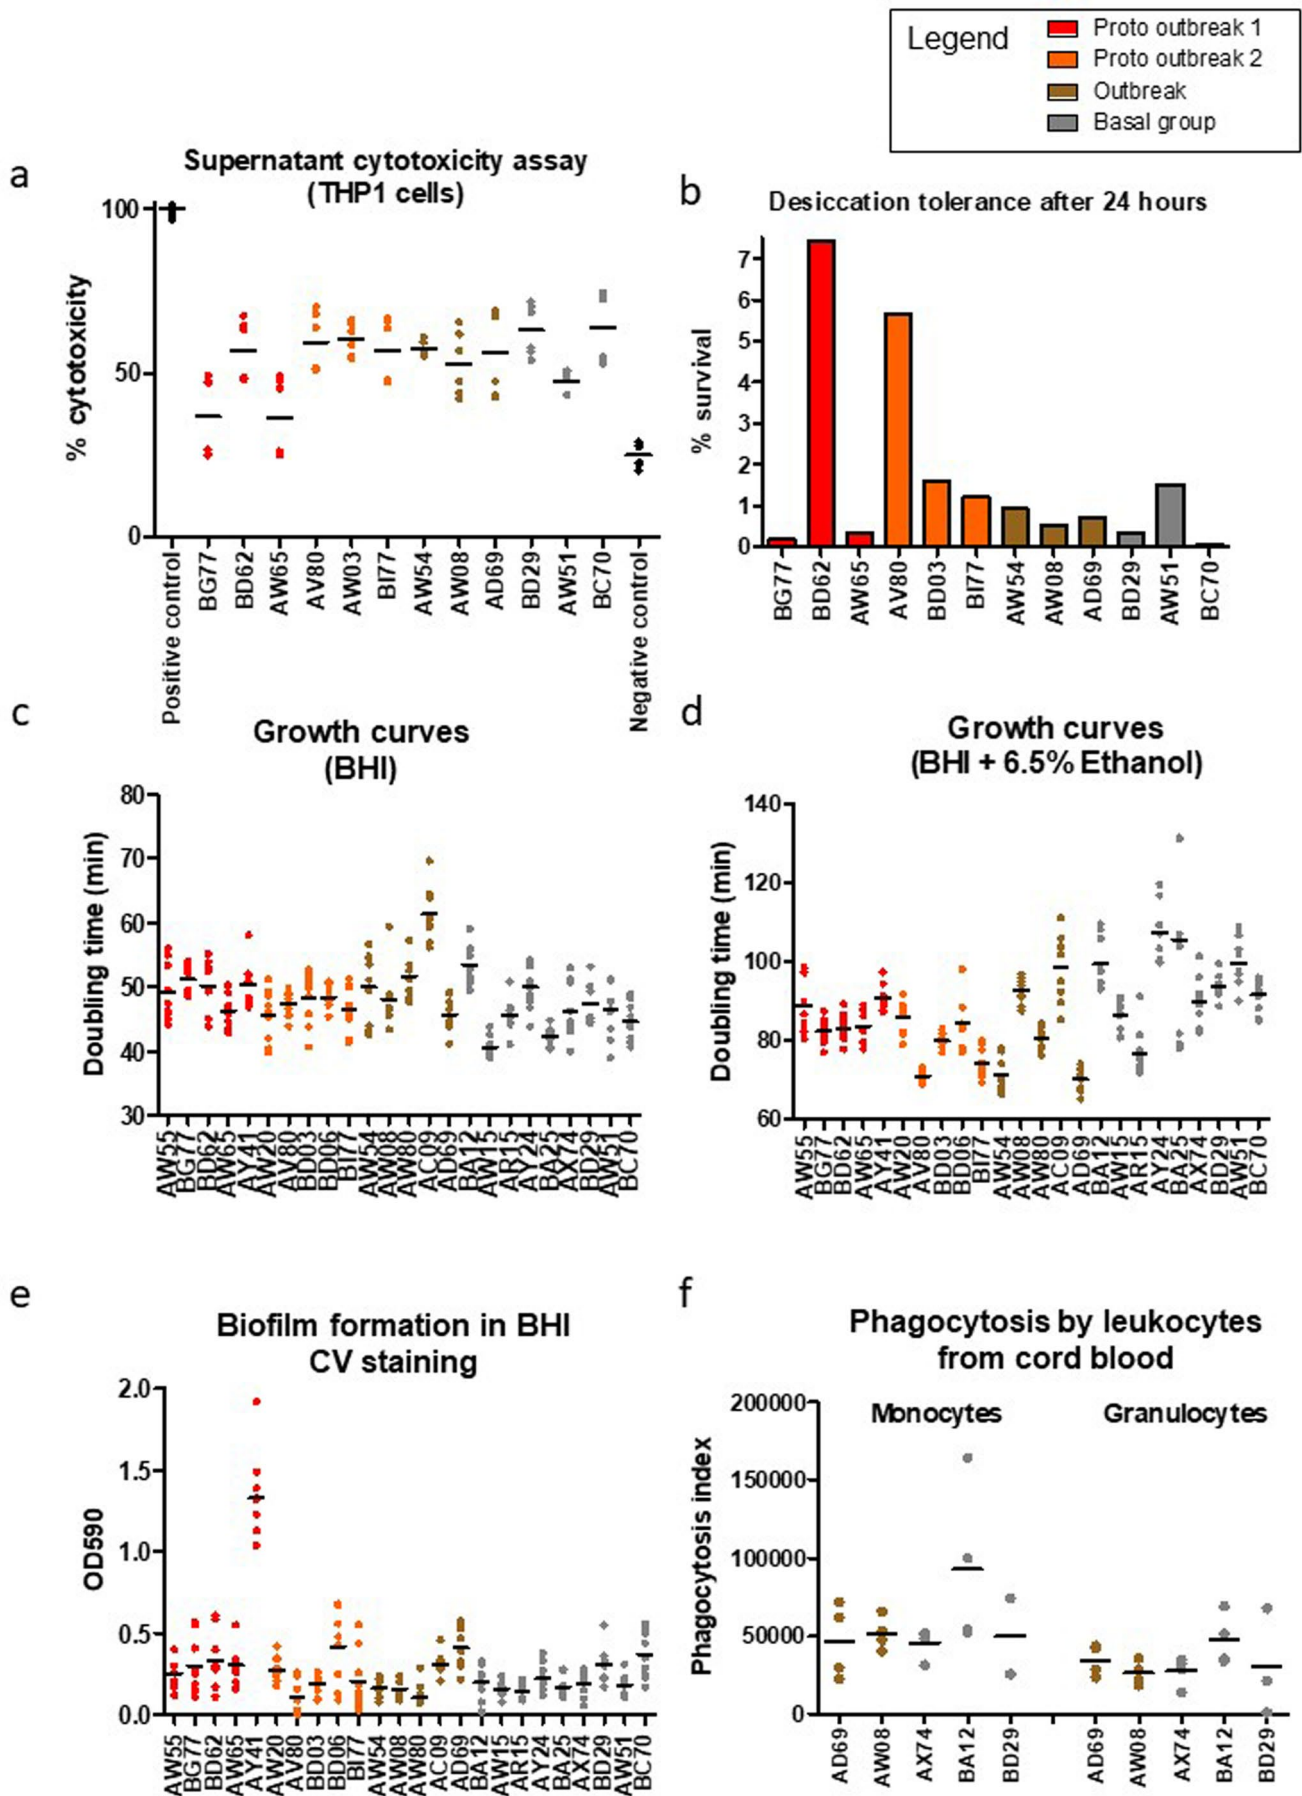 Legend
Proto outbreak 1
Proto outbreak 2
Outbreak
Basal group
a
Supernatant cytotoxicity assay
(THP1 cells)
% cytotoxicity
100
50
0
Positive control
BG77
BD62
AW65
AV80
AW03
BI77
AW54
AW08
AD69
BD29
AW51
BC70
Negative control
b
Desiccation tolerance after 24 hours
% survival
7
6
5
4
3
2
1
0
BG77
BD62
AW65
AV80
BD03
BI77
AW54
AW08
AD69
BD29
AW51
BC70
c
Growth curves
(BHI)
Doubling time (min)
80
70
60
50
40
30
AW55
BG77
BD62
AW65
AY41
AW20
AV80
BD03
BD06
BI77
AW54
AW08
AW80
AC09
AD69
BA12
AW15
AR15
AY24
BA25
AX74
BD29
AW51
BC70
d
Growth curves
(BHI + 6.5% Ethanol)
Doubling time (min)
140
120
100
80
60
AW55
BG77
BD62
AW65
AY41
AW20
AV80
BD03
BD06
BI77
AW54
AW08
AW80
AC09
AD69
BA12
AW15
AR15
AY24
BA25
AX74
BD29
AW51
BC70
e
Biofilm formation in BHI
CV staining
OD590
2.0
1.5
1.0
0.5
0.0
AW55
BG77
BD62
AW65
AY41
AW20
AV80
BD03
BD06
BI77
AW54
AW08
AW80
AC09
AD69
BA12
AW15
AR15
AY24
BA25
AX74
BD29
AW51
BC70
f
Phagocytosis by leukocytes
from cord blood
Monocytes
Granulocytes
Phagocytosis index
200000
150000
100000
50000
0
AD69
AW08
AX74
BA12
BD29
AD69
AW08
AX74
BA12
BD29